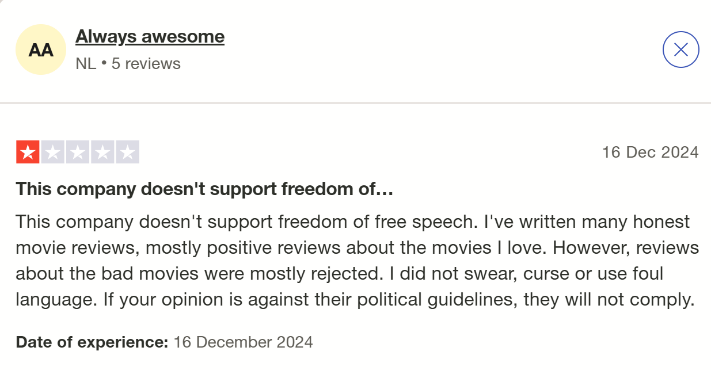 AA
Always awesome
NL • 5 reviews
16 Dec 2024
This company doesn't support freedom of…
This company doesn't support freedom of free speech. I've written many honest
movie reviews, mostly positive reviews about the movies I love. However, reviews
about the bad movies were mostly rejected. I did not swear, curse or use foul
language. If your opinion is against their political guidelines, they will not comply.
Date of experience: 16 December 2024